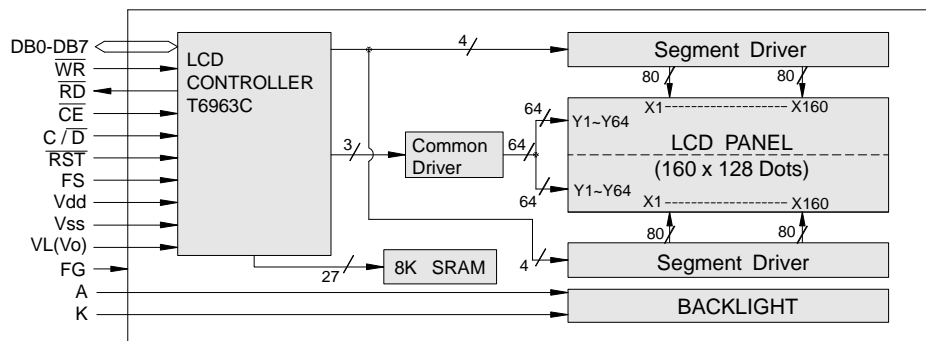 DB0-DB7
WR
RD
CE
C / D
RST
FS
Vdd
Vss
VL(Vo)
FG
A
K
LCD
CONTROLLER
T6963C
4
3
27
4
Common
Driver
8K SRAM
64
64
64
Segment Driver
80
80
X1 ---------------------- X160
Y1~Y64
LCD PANEL
(160 x 128 Dots)
Y1~Y64
X1 ---------------------- X160
80
80
Segment Driver
BACKLIGHT